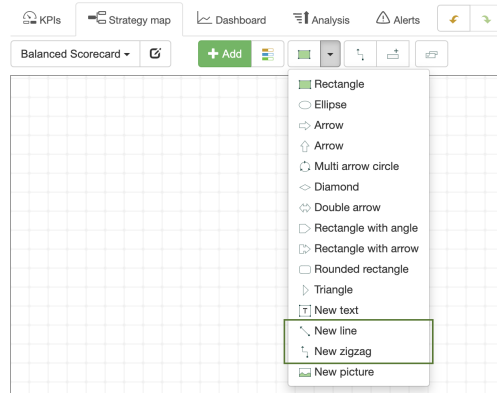 KPIs Strategy map Dashboard Analysis Alerts
Balanced Scorecard + Add
Rectangle
Ellipse
Arrow
Arrow
Multi arrow circle
Diamond
Double arrow
Rectangle with angle
Rectangle with arrow
Rounded rectangle
Triangle
T New text
New line
New zigzag
New picture